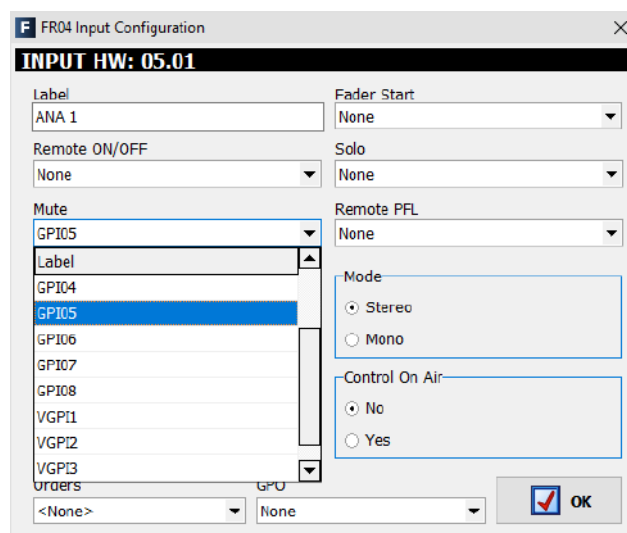 F FR04 Input Configuration
INPUT HW: 05.01
Label
ANA 1
Fader Start
None
Remote ON/OFF
None
Solo
None
Mute
GPI05
Remote PFL
None
Label
GPI04
GPI05
GPI06
GPI07
GPI08
VGPI1
VGPI2
VGPI3
Mode
Stereo
Mono
Control On Air
No
Yes
Orders
<None>
GPO
None
OK